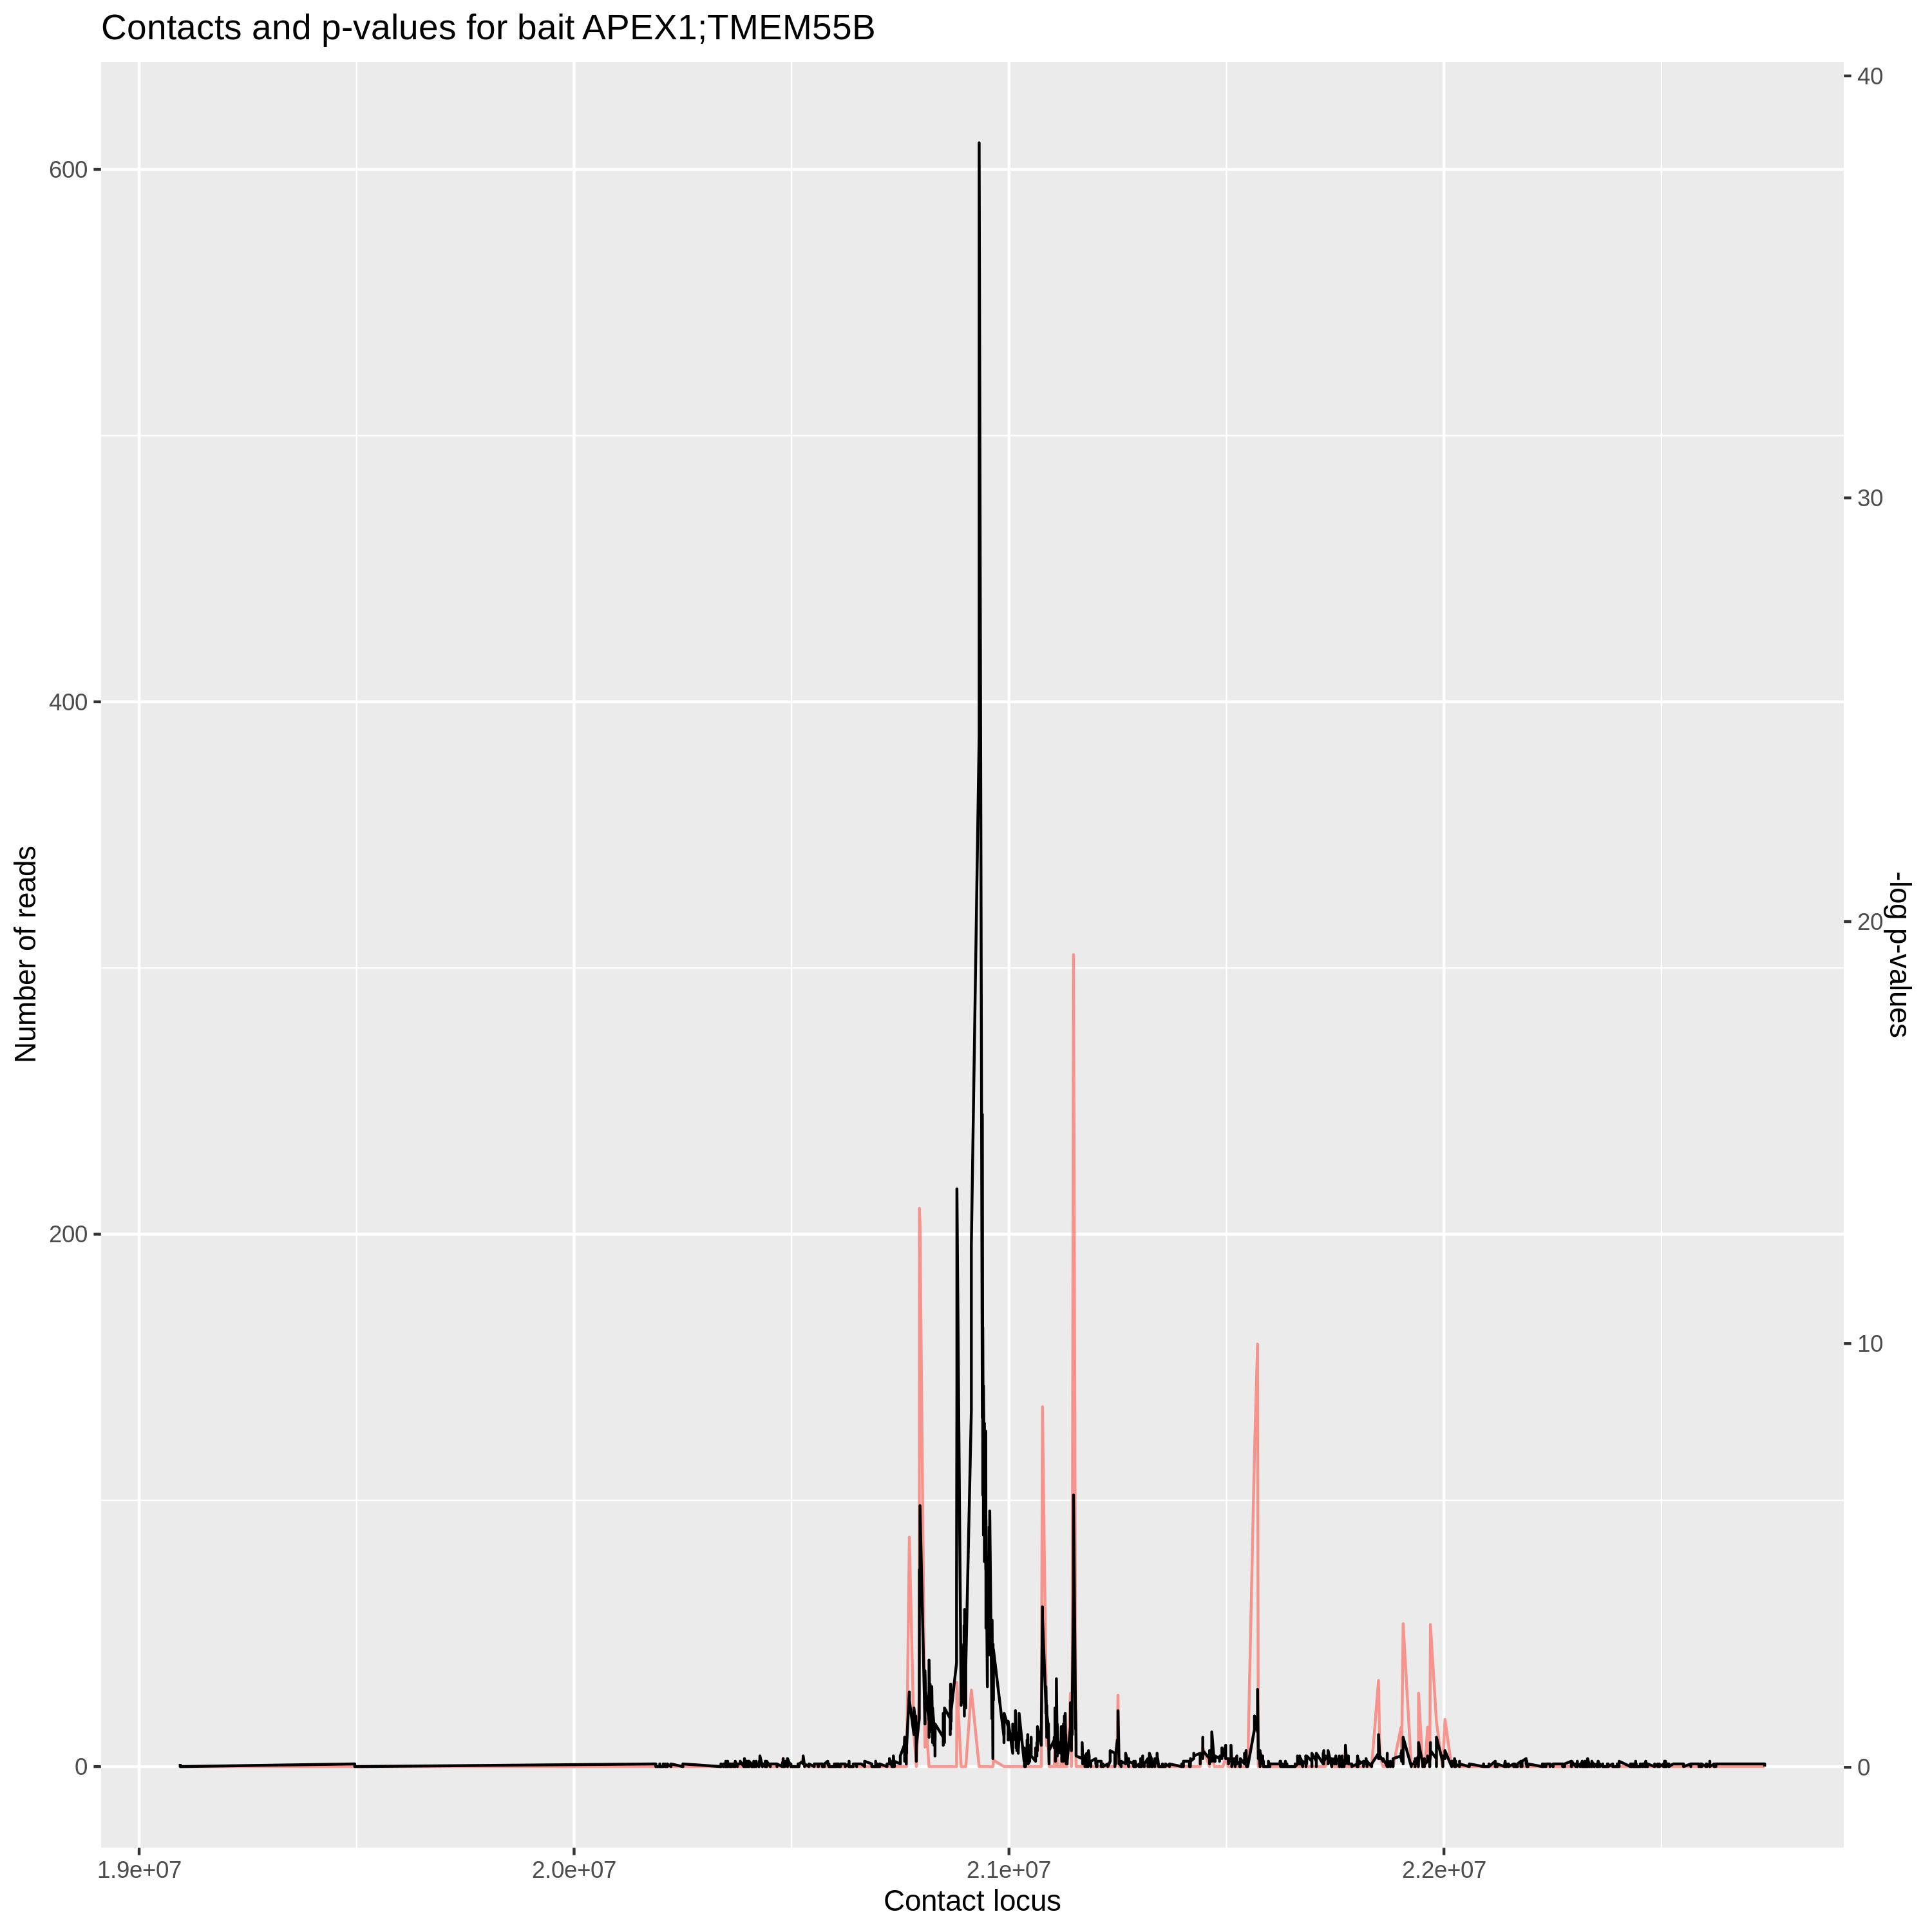 Contacts and p-values for bait APEX1;TMEM55B
40
600
30
400
Number of reads
20
-log p-values
200
10
0
0
1.9e+07
2.0e+07
2.1e+07
2.2e+07
Contact locus